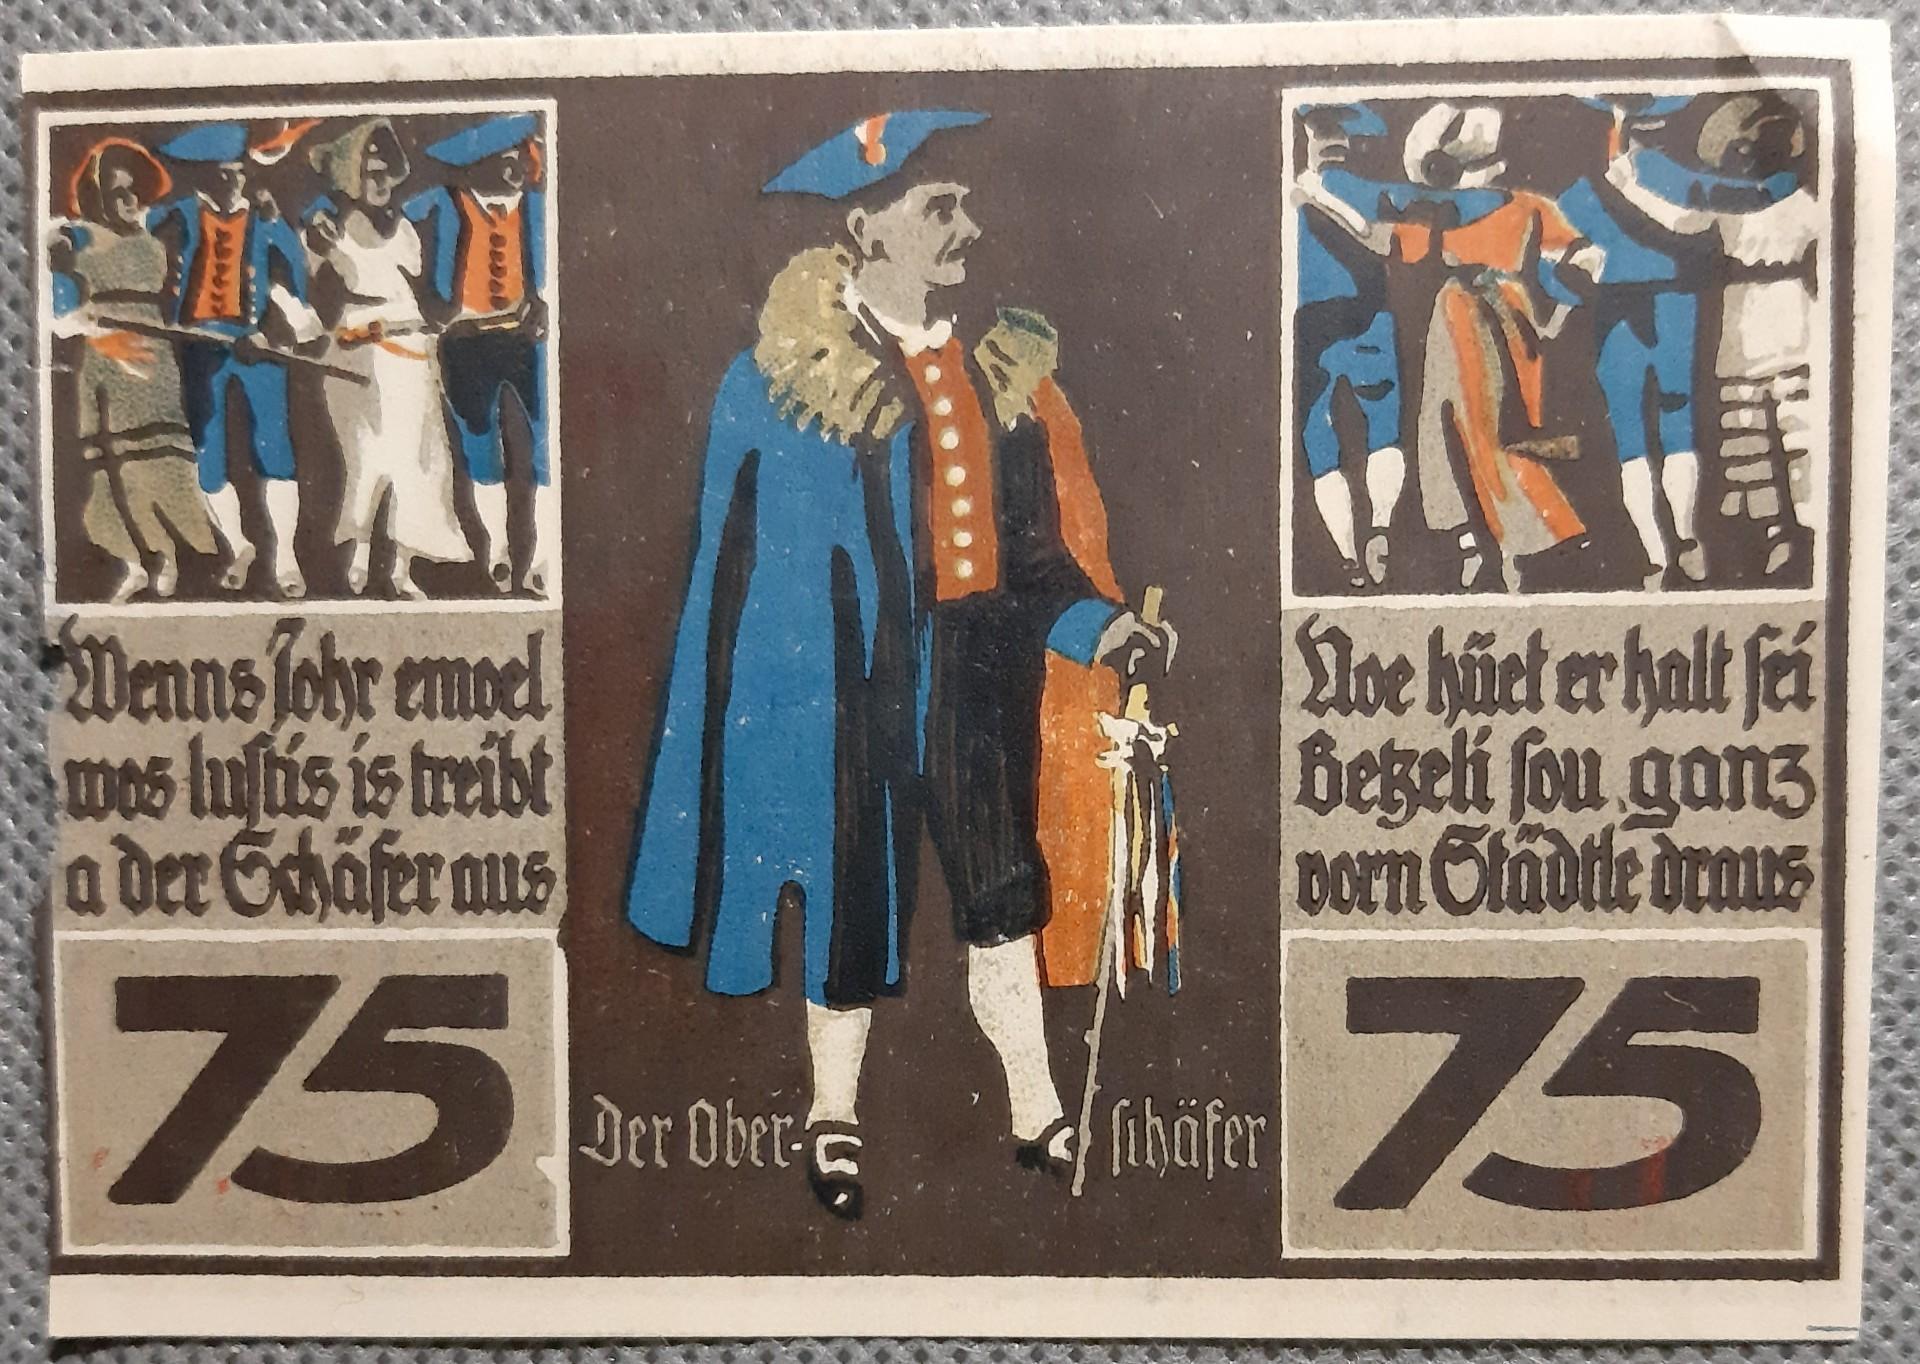 Wenns Johr emoel
wos lustis is treibt
a der Schäfer aus
75
Der Ober-
schäfer
Noe hüet er halt sei
Betzeli sou ganz
vorn Städtle draus
75